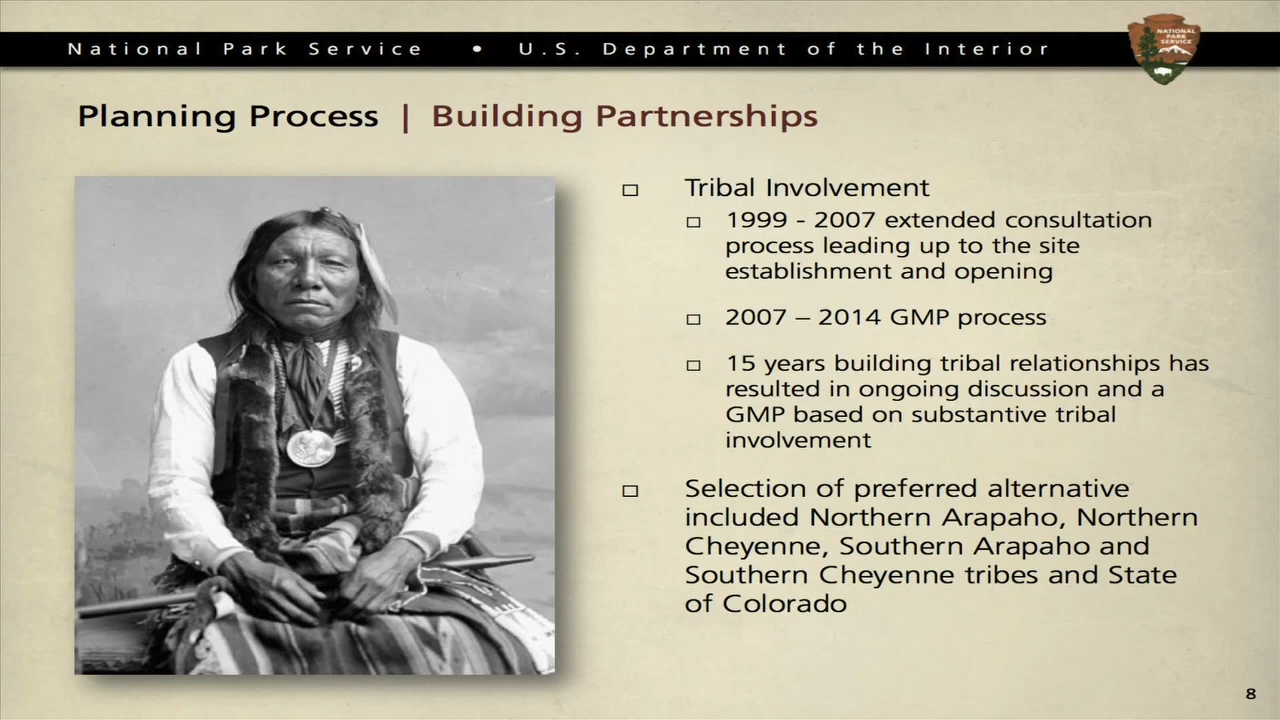 National Park Service • U.S. Department of the Interior
NATIONAL
PARK
SERVICE
Planning Process | Building Partnerships
Tribal Involvement
1999 - 2007 extended consultation
process leading up to the site
establishment and opening
2007 – 2014 GMP process
15 years building tribal relationships has
resulted in ongoing discussion and a
GMP based on substantive tribal
involvement
Selection of preferred alternative
included Northern Arapaho, Northern
Cheyenne, Southern Arapaho and
Southern Cheyenne tribes and State
of Colorado
8